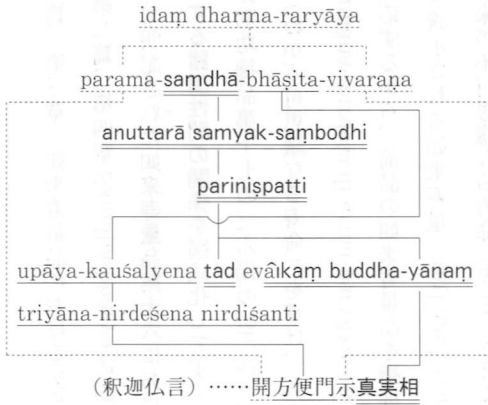 idaṃ dharma-raryāya
parama-saṃdhā-bhāṣita-vivaraṇa
anuttarā samyak-saṃbodhi
pariniṣpatti
upāya-kauśalyena tad evâıkaṃ buddha-yānaṃ
triyāna-nirdeśena nirdiśanti
（釈迦仏言）……開方便門示真実相